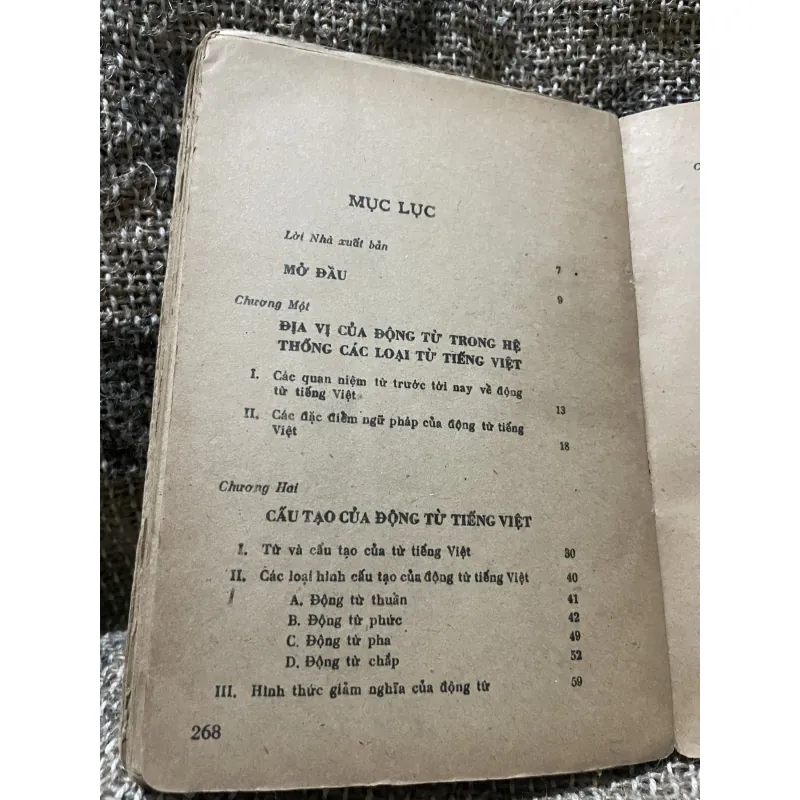 MỤC LỤC
Lời Nhà xuất bản 7
MỞ ĐẦU 9
Chương Một
ĐỊA VỊ CỦA ĐỘNG TỪ TRONG HỆ
THỐNG CÁC LOẠI TỪ TIẾNG VIỆT
I. Các quan niệm từ trước tới nay về động
từ tiếng Việt 13
II. Các đặc điểm ngữ pháp của động từ tiếng
Việt 18
Chương Hai
CẤU TẠO CỦA ĐỘNG TỪ TIẾNG VIỆT
I. Từ và cấu tạo của từ tiếng Việt 30
II. Các loại hình cấu tạo của động từ tiếng Việt 40
A. Động từ thuần 41
B. Động từ phức 42
C. Động từ pha 49
D. Động từ chắp 52
III. Hình thức giảm nghĩa của động từ 59
268